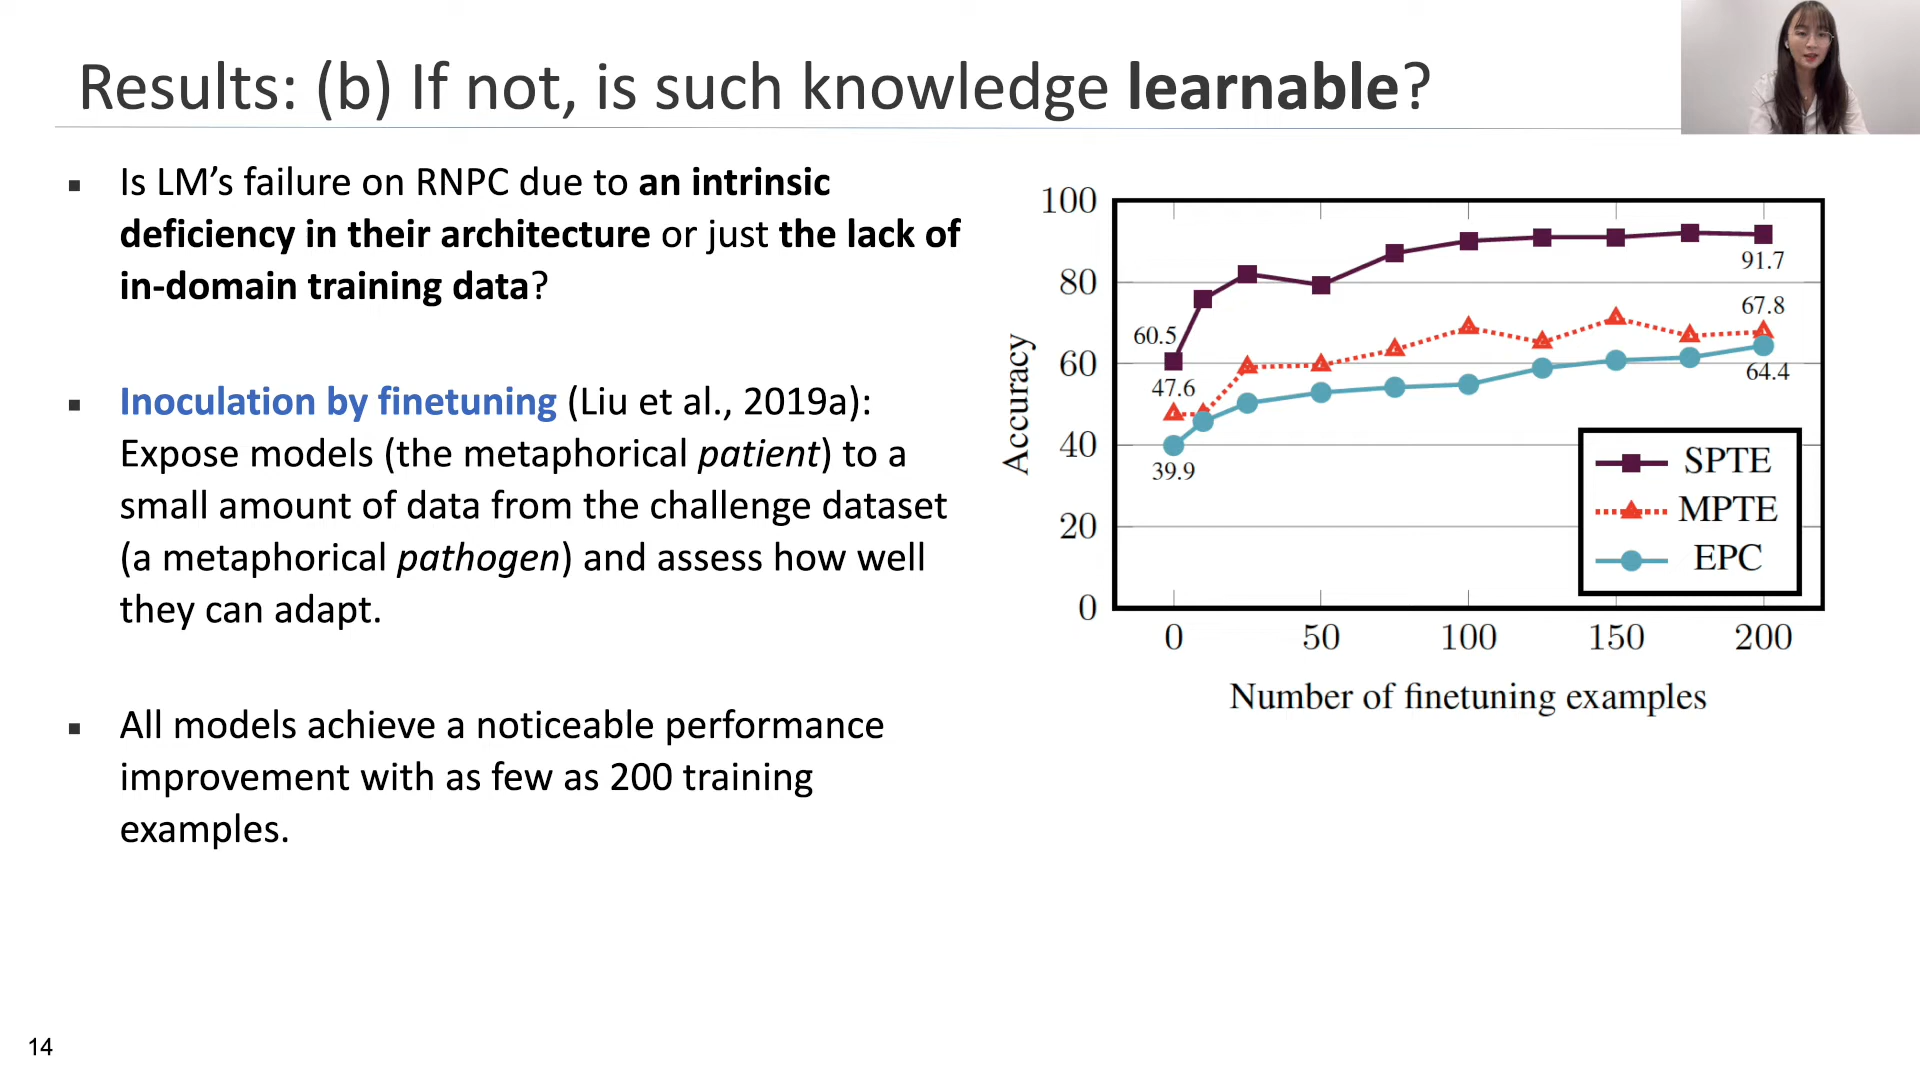 Results: (b) If not, is such knowledge learnable?
▪ Is LM’s failure on RNPC due to an intrinsic
deficiency in their architecture or just the lack of
in-domain training data?
▪ Inoculation by finetuning (Liu et al., 2019a):
Expose models (the metaphorical patient) to a
small amount of data from the challenge dataset
(a metaphorical pathogen) and assess how well
they can adapt.
▪ All models achieve a noticeable performance
improvement with as few as 200 training
examples.
100
80
60
40
20
0
Accuracy
60.5
47.6
39.9
91.7
67.8
64.4
SPTE
MPTE
EPC
0 50 100 150 200
Number of finetuning examples
14